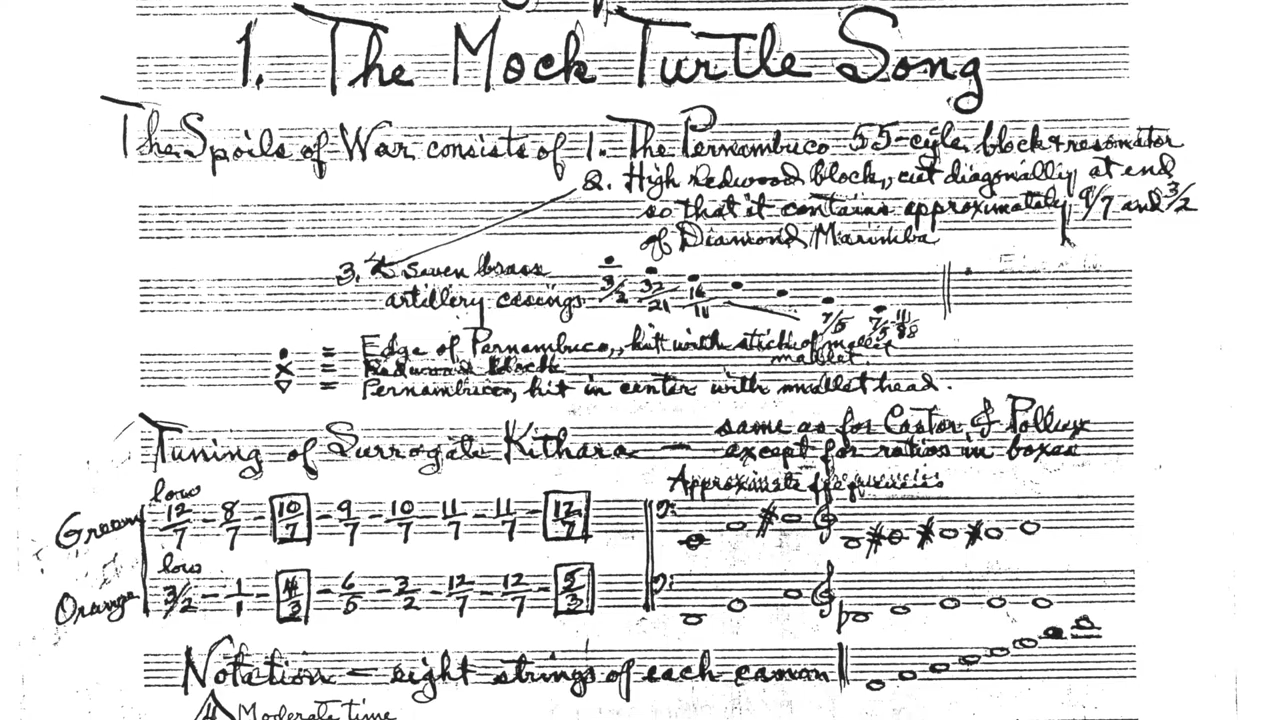 1. The Mock Turtle Song
The Spoils of War consists of 1. The Pernambuco 55-cycle block & resonator
2. High redwood block, cut diagonally at end
so that it contains approximately 9/7 and 3/2
of Diamond Marimba
3. Seven brass
artillery casings 3/2 32/21 16/11 7/5
= Edge of Pernambuco, hit with stick of mallet
mallet
x = Redwood block
▽ = Pernambuco, hit in center with mallet head.
Tuning of Surrogate Kithara — same as for Castor & Pollux
except for ratios in boxes
Approximate frequencies
Green low 12/7 - 8/7 - 10/7 - 9/7 - 10/7 - 11/7 - 11/7 - 12/7
Orange low 3/2 - 1/1 - 4/3 - 6/5 - 3/2 - 12/7 - 12/7 - 5/3
Notation — eight strings of each canon
Moderate time